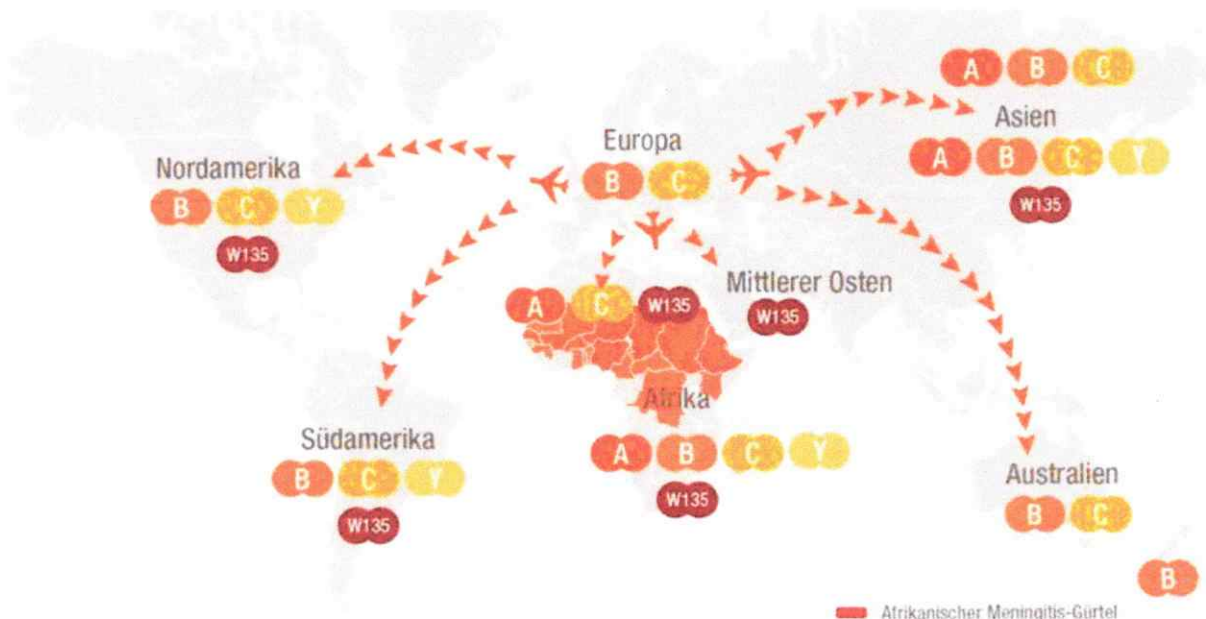 A B C
Asien
A B C Y
W135
Europa
B C
Nordamerika
B C Y
W135
Mittlerer Osten
W135
A C W135
Afrika
A B C Y
W135
Südamerika
B C Y
W135
Australien
B C
B
Afrikanischer Meningitis-Gürtel